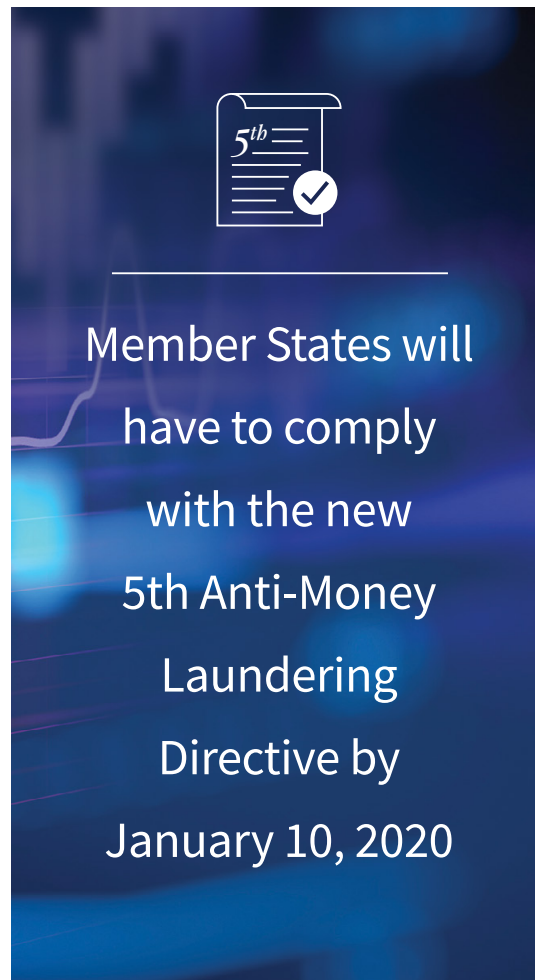 5th
Member States will
have to comply
with the new
5th Anti-Money
Laundering
Directive by
January 10, 2020